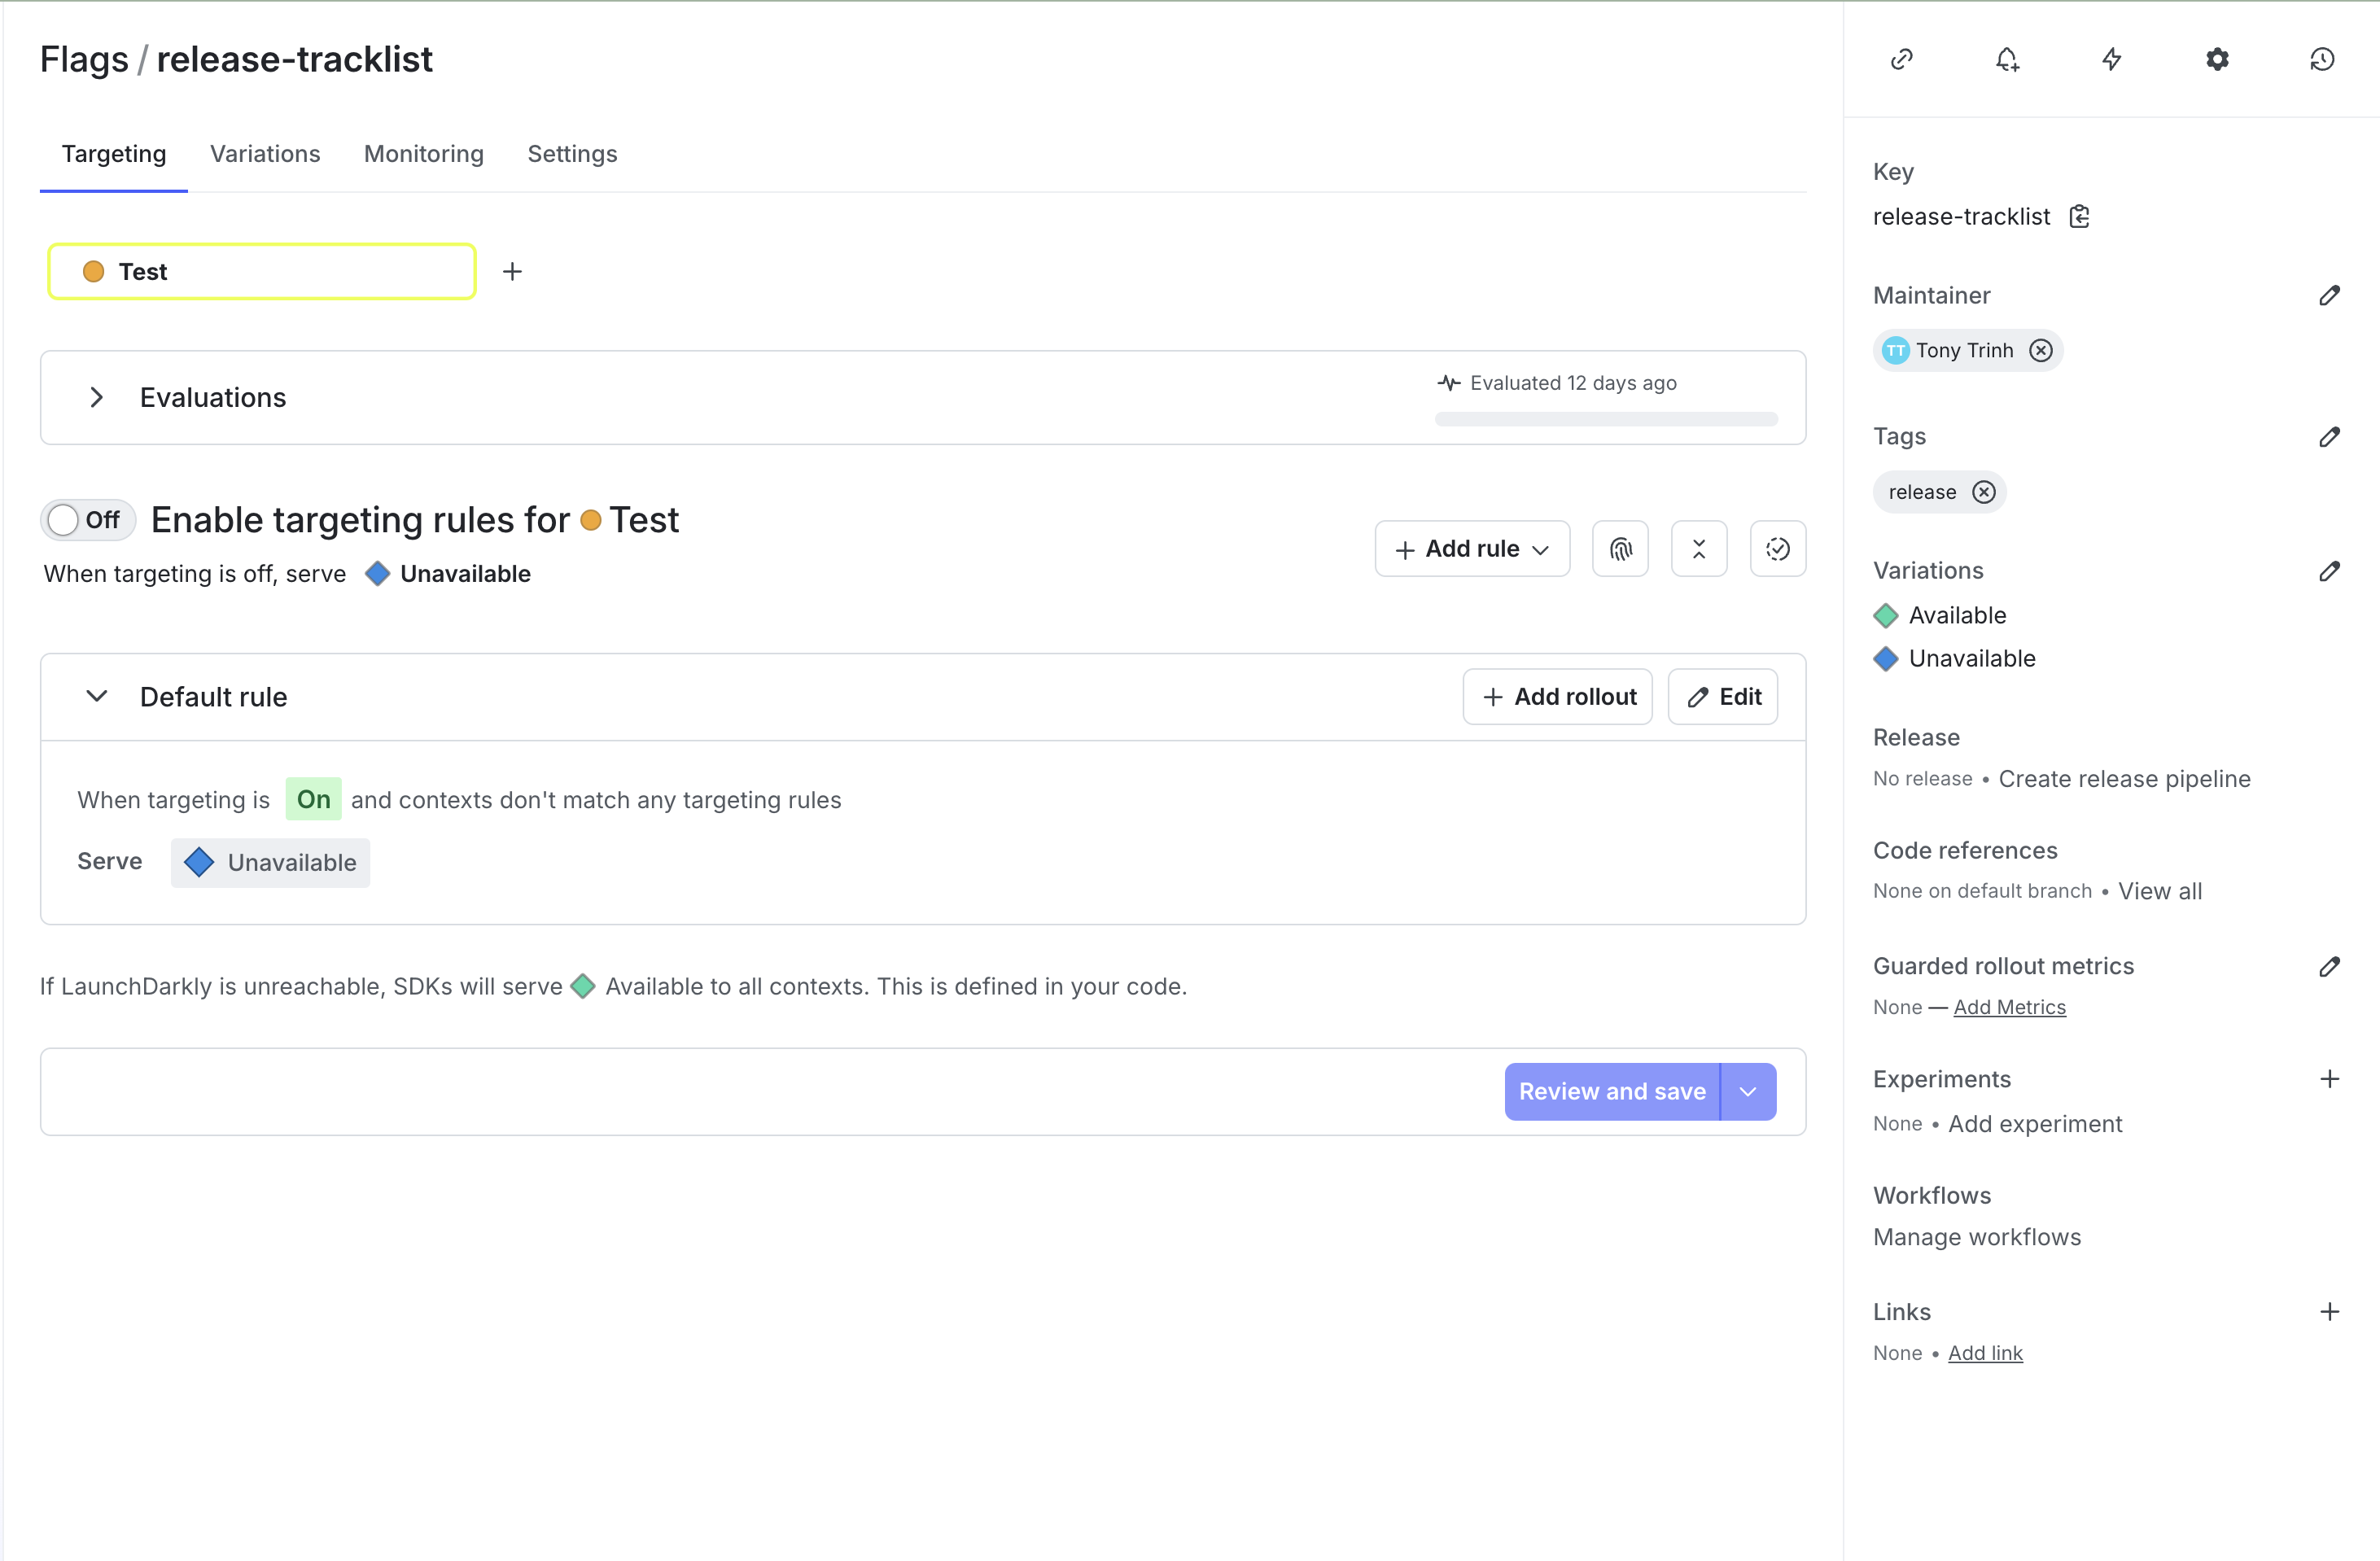 Flags / release-tracklist
Targeting Variations Monitoring Settings
Test
Evaluations
Evaluated 12 days ago
Off Enable targeting rules for Test
When targeting is off, serve Unavailable
Add rule
Default rule
Add rollout
Edit
When targeting is On and contexts don't match any targeting rules
Serve Unavailable
If LaunchDarkly is unreachable, SDKs will serve Available to all contexts. This is defined in your code.
Review and save
Key
release-tracklist
Maintainer
TT Tony Trinh
Tags
release
Variations
Available
Unavailable
Release
No release • Create release pipeline
Code references
None on default branch • View all
Guarded rollout metrics
None — Add Metrics
Experiments
None • Add experiment
Workflows
Manage workflows
Links
None • Add link